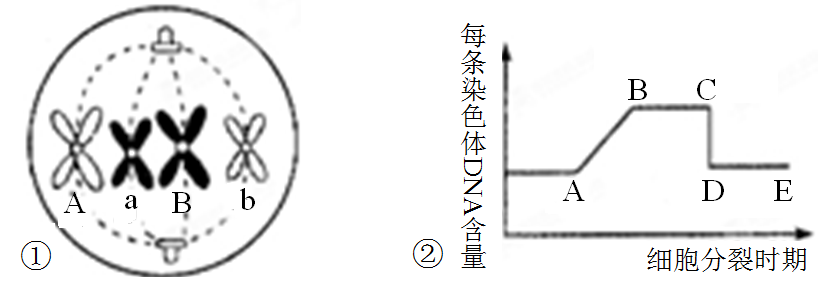 A a B b
①
每条染色体DNA含量
B C
A D E
② 细胞分裂时期